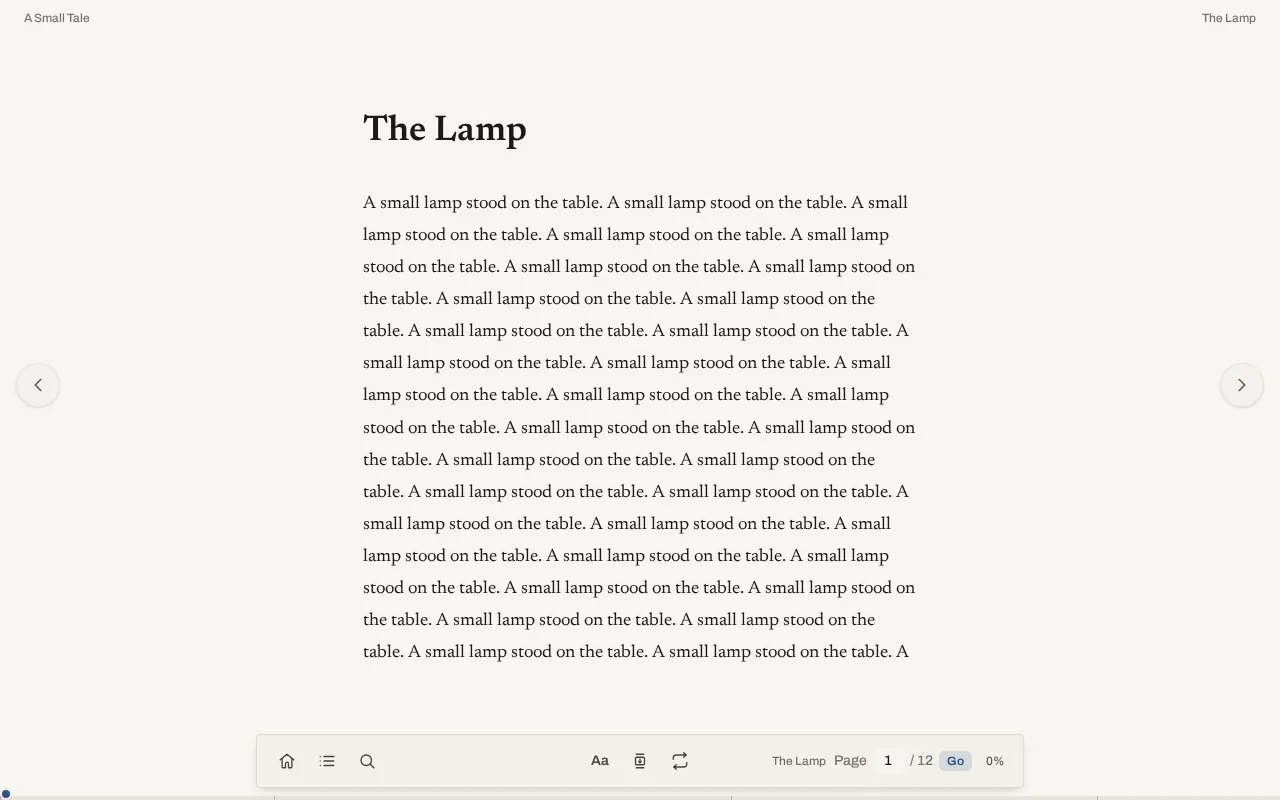 A Small Tale
The Lamp
The Lamp
A small lamp stood on the table. A small lamp stood on the table. A small
lamp stood on the table. A small lamp stood on the table. A small lamp
stood on the table. A small lamp stood on the table. A small lamp stood on
the table. A small lamp stood on the table. A small lamp stood on the
table. A small lamp stood on the table. A small lamp stood on the table. A
small lamp stood on the table. A small lamp stood on the table. A small
lamp stood on the table. A small lamp stood on the table. A small lamp
stood on the table. A small lamp stood on the table. A small lamp stood on
the table. A small lamp stood on the table. A small lamp stood on the
table. A small lamp stood on the table. A small lamp stood on the table. A
small lamp stood on the table. A small lamp stood on the table. A small
lamp stood on the table. A small lamp stood on the table. A small lamp
stood on the table. A small lamp stood on the table. A small lamp stood on
the table. A small lamp stood on the table. A small lamp stood on the
table. A small lamp stood on the table. A small lamp stood on the table. A
Aa
The Lamp Page 1 / 12 Go 0%